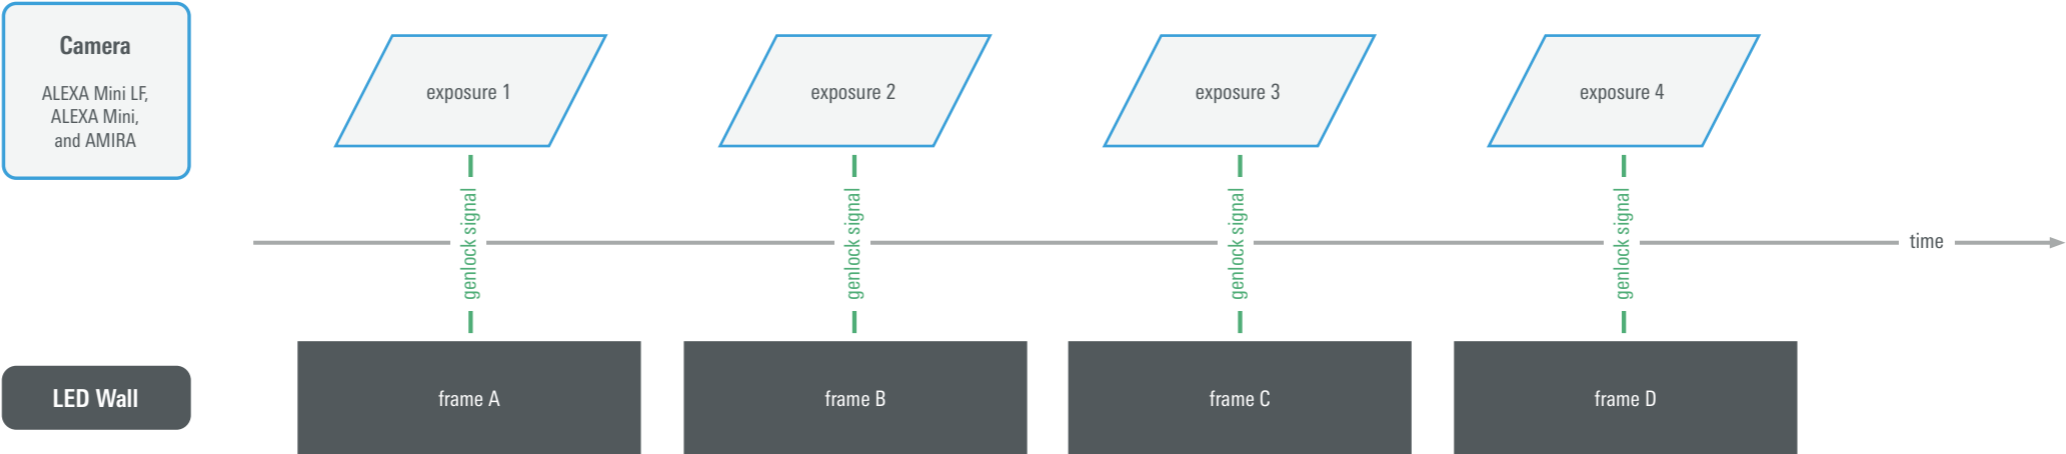 Camera
ALEXA Mini LF,
ALEXA Mini,
and AMIRA
exposure 1
exposure 2
exposure 3
exposure 4
genlock signal
genlock signal
genlock signal
genlock signal
time
LED Wall
frame A
frame B
frame C
frame D